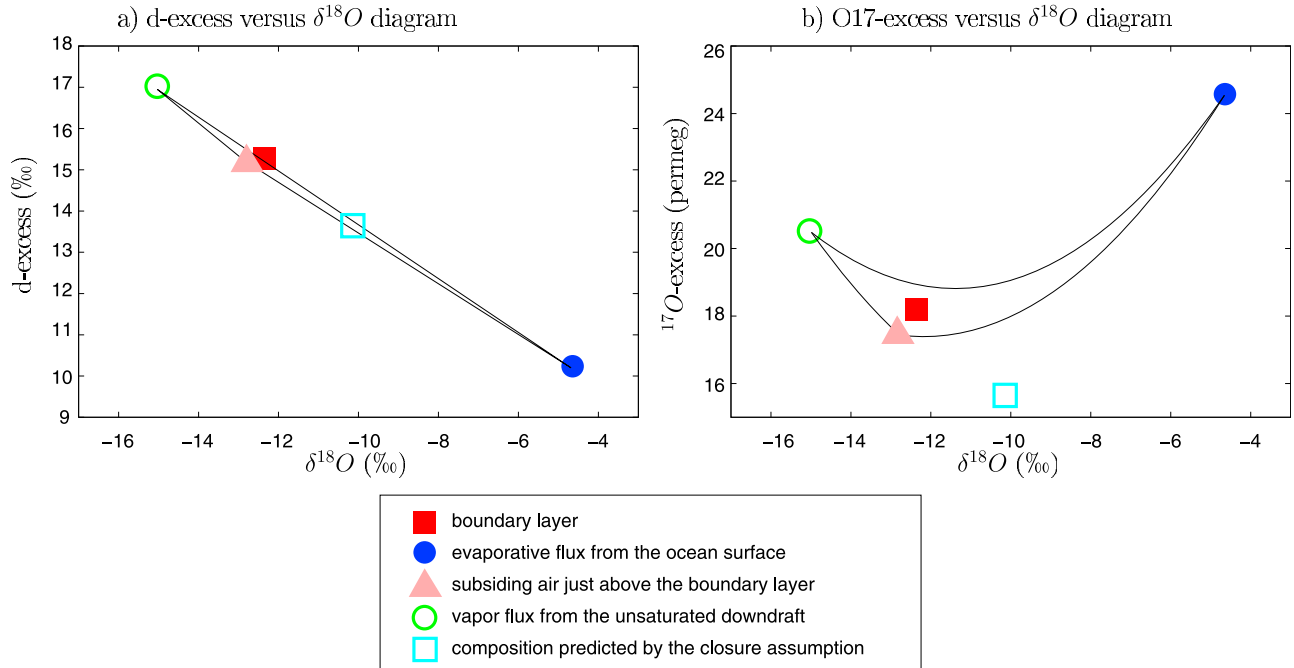 a) d-excess versus δ¹⁸O diagram
18
17
16
15
14
13
12
11
10
9
d-excess (‰)
−16 −14 −12 −10 −8 −6 −4
δ¹⁸O (‰)
b) O17-excess versus δ¹⁸O diagram
26
24
22
20
18
16
¹⁷O-excess (permeg)
−16 −14 −12 −10 −8 −6 −4
δ¹⁸O (‰)
boundary layer
evaporative flux from the ocean surface
subsiding air just above the boundary layer
vapor flux from the unsaturated downdraft
composition predicted by the closure assumption